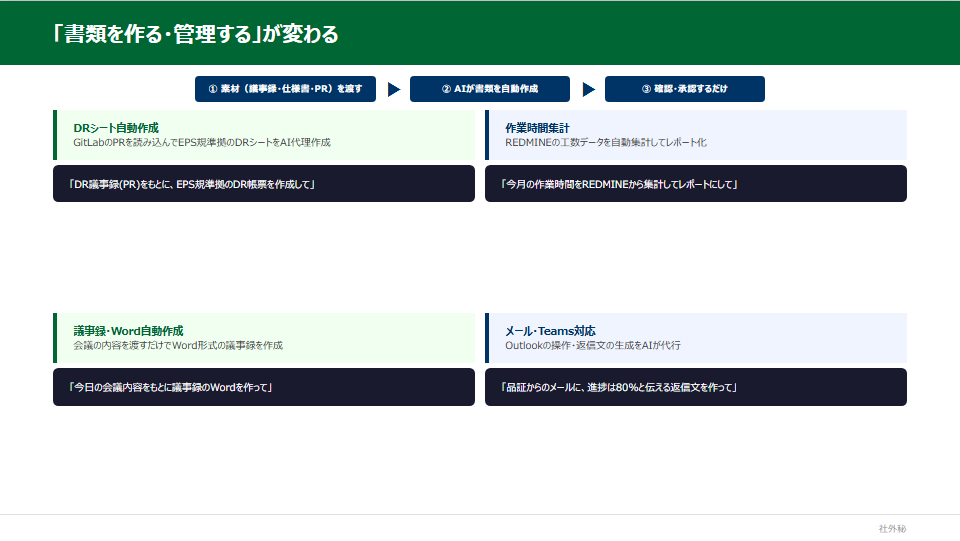 「書類を作る・管理する」が変わる
① 素材（議事録・仕様書・PR）を渡す
② AIが書類を自動作成
③ 確認・承認するだけ
DRシート自動作成
GitLabのPRを読み込んでEPS規準拠のDRシートをAI代理作成
「DR議事録(PR)をもとに、EPS規準拠のDR帳票を作成して」
作業時間集計
REDMINEの工数データを自動集計してレポート化
「今月の作業時間をREDMINEから集計してレポートにして」
議事録・Word自動作成
会議の内容を渡すだけでWord形式の議事録を作成
「今日の会議内容をもとに議事録のWordを作って」
メール・Teams対応
Outlookの操作・返信文の生成をAIが代行
「品証からのメールに、進捗は80%と伝える返信文を作って」
社外秘